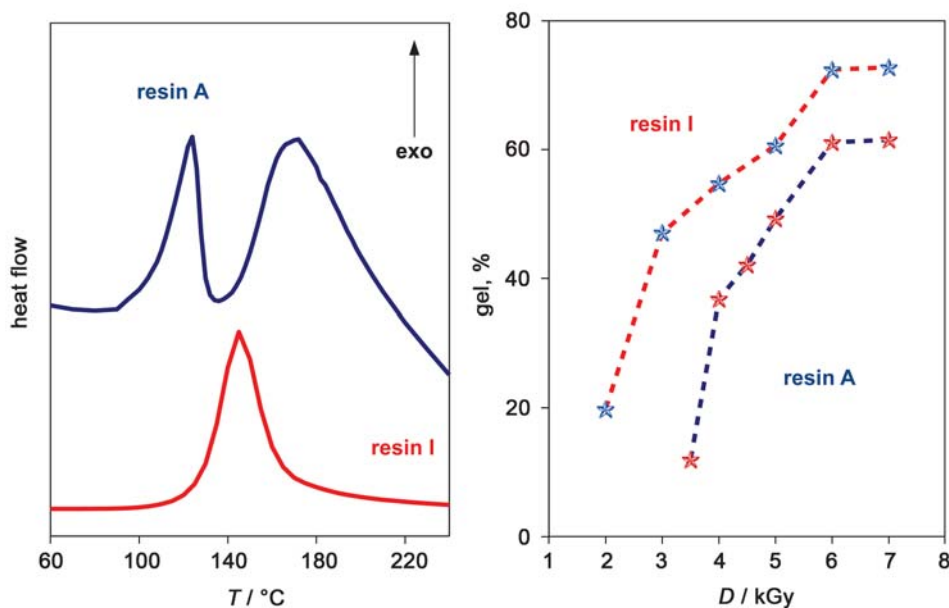 resin A
exo
resin I
heat flow
60 100 140 180 220
T / °C
80
60
40
20
0
gel, %
resin I
resin A
1 2 3 4 5 6 7 8
D / kGy